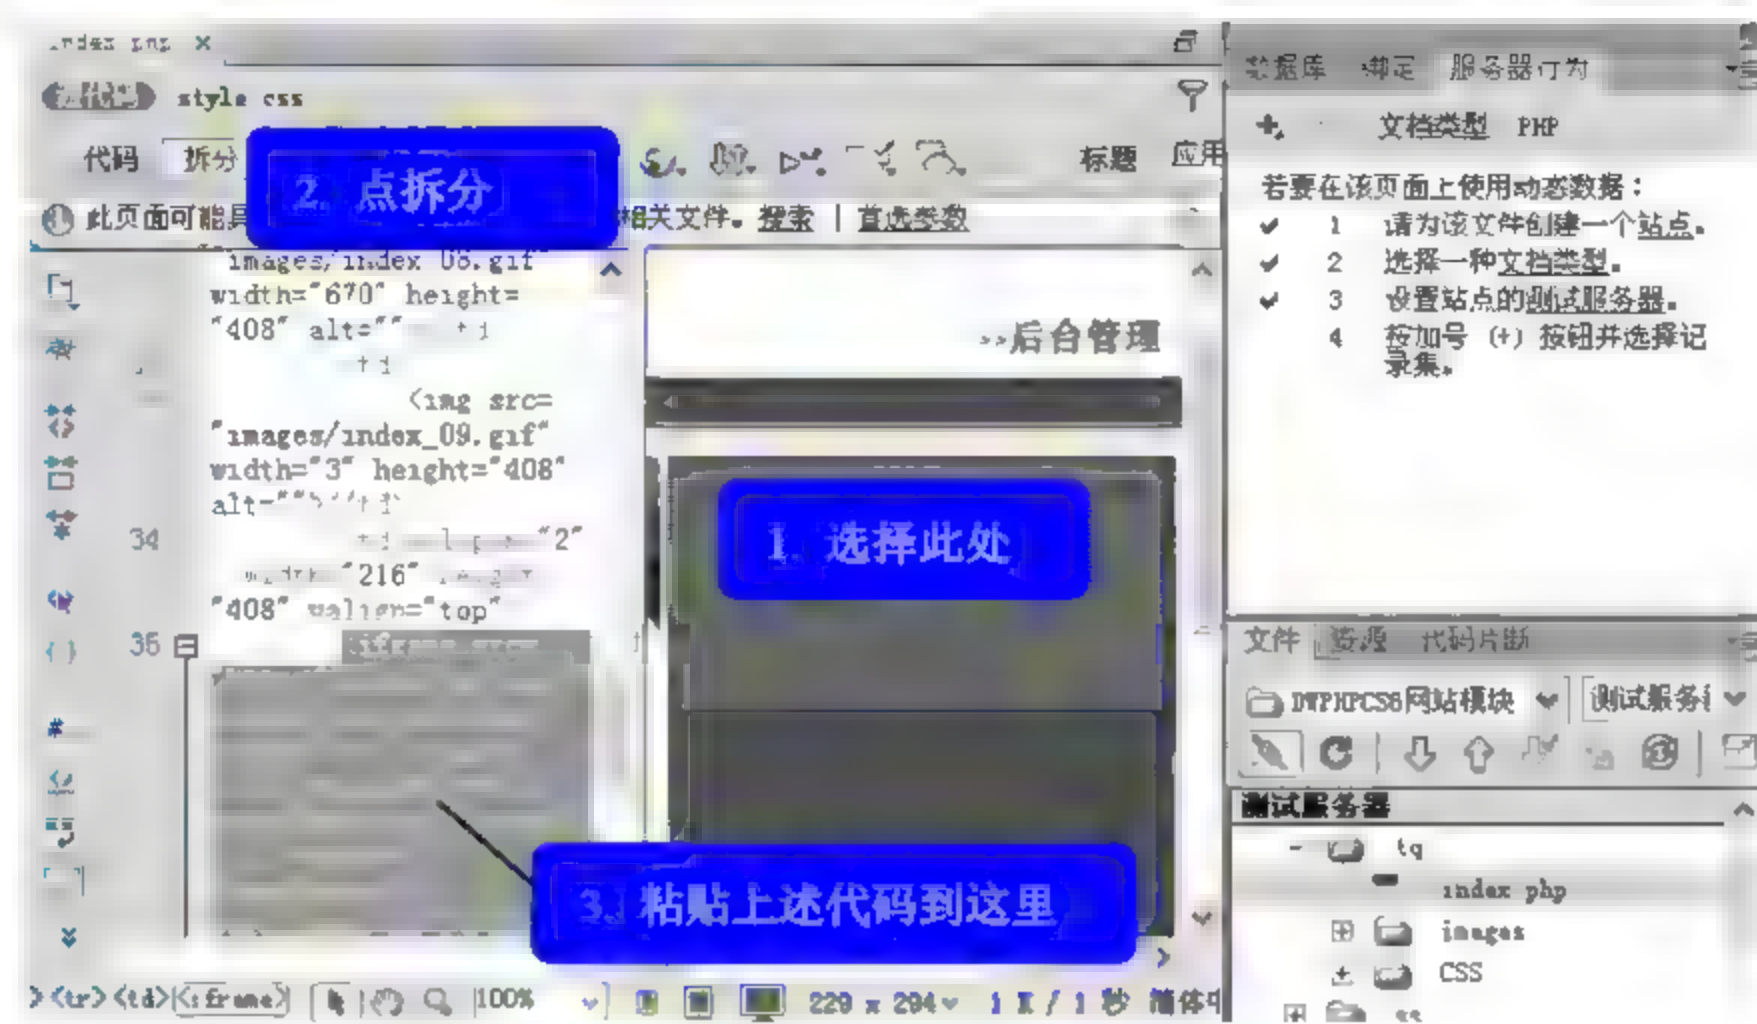 index php ×
style css
代码 拆分
2. 点拆分
标题 应用
此页面可能具
相关文件。搜索 | 首选参数
"images/index_08.gif"
width="670" height=
"408" alt=""
<img src=
"images/index_09.gif"
width="3" height="408"
alt=""
34
"2"
"216"
"408" valign="top"
35
>>后台管理
1. 选择此处
3. 粘贴上述代码到这里
<tr><td><iframe> 100% 220 x 294 1 K / 1 秒 简体中
数据库 绑定 服务器行为
文档类型 PHP
若要在该页面上使用动态数据：
1 请为该文件创建一个站点。
2 选择一种文档类型。
3 设置站点的测试服务器。
4 按加号 (+) 按钮并选择记
录集。
文件 资源 代码片断
DWPHPCS6网站模块 测试服务器
测试服务器
tq
index php
images
CSS